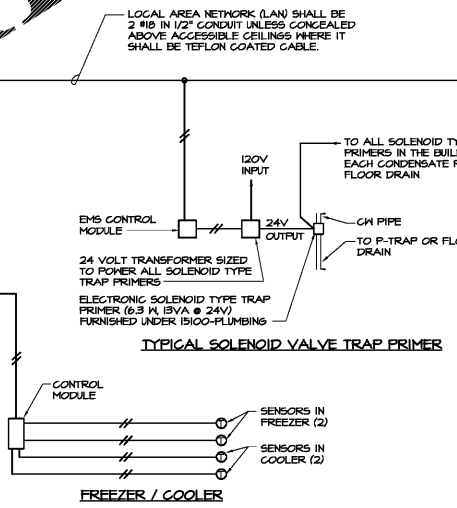 LOCAL AREA NETWORK (LAN) SHALL BE
2 #18 IN 1/2" CONDUIT UNLESS CONCEALED
ABOVE ACCESSIBLE CEILINGS WHERE IT
SHALL BE TEFLON COATED CABLE.
120V
INPUT
TO ALL SOLENOID TY
PRIMERS IN THE BUIL
EACH CONDENSATE
FLOOR DRAIN
EMS CONTROL
MODULE
24V
OUTPUT
CW PIPE
TO P-TRAP OR FLO
DRAIN
24 VOLT TRANSFORMER SIZED
TO POWER ALL SOLENOID TYPE
TRAP PRIMERS
ELECTRONIC SOLENOID TYPE TRAP
PRIMER (6.3 W, 13VA @ 24V)
FURNISHED UNDER 15100-PLUMBING
TYPICAL SOLENOID VALVE TRAP PRIMER
CONTROL
MODULE
T
SENSORS IN
FREEZER (2)
T
T
SENSORS IN
COOLER (2)
T
FREEZER / COOLER